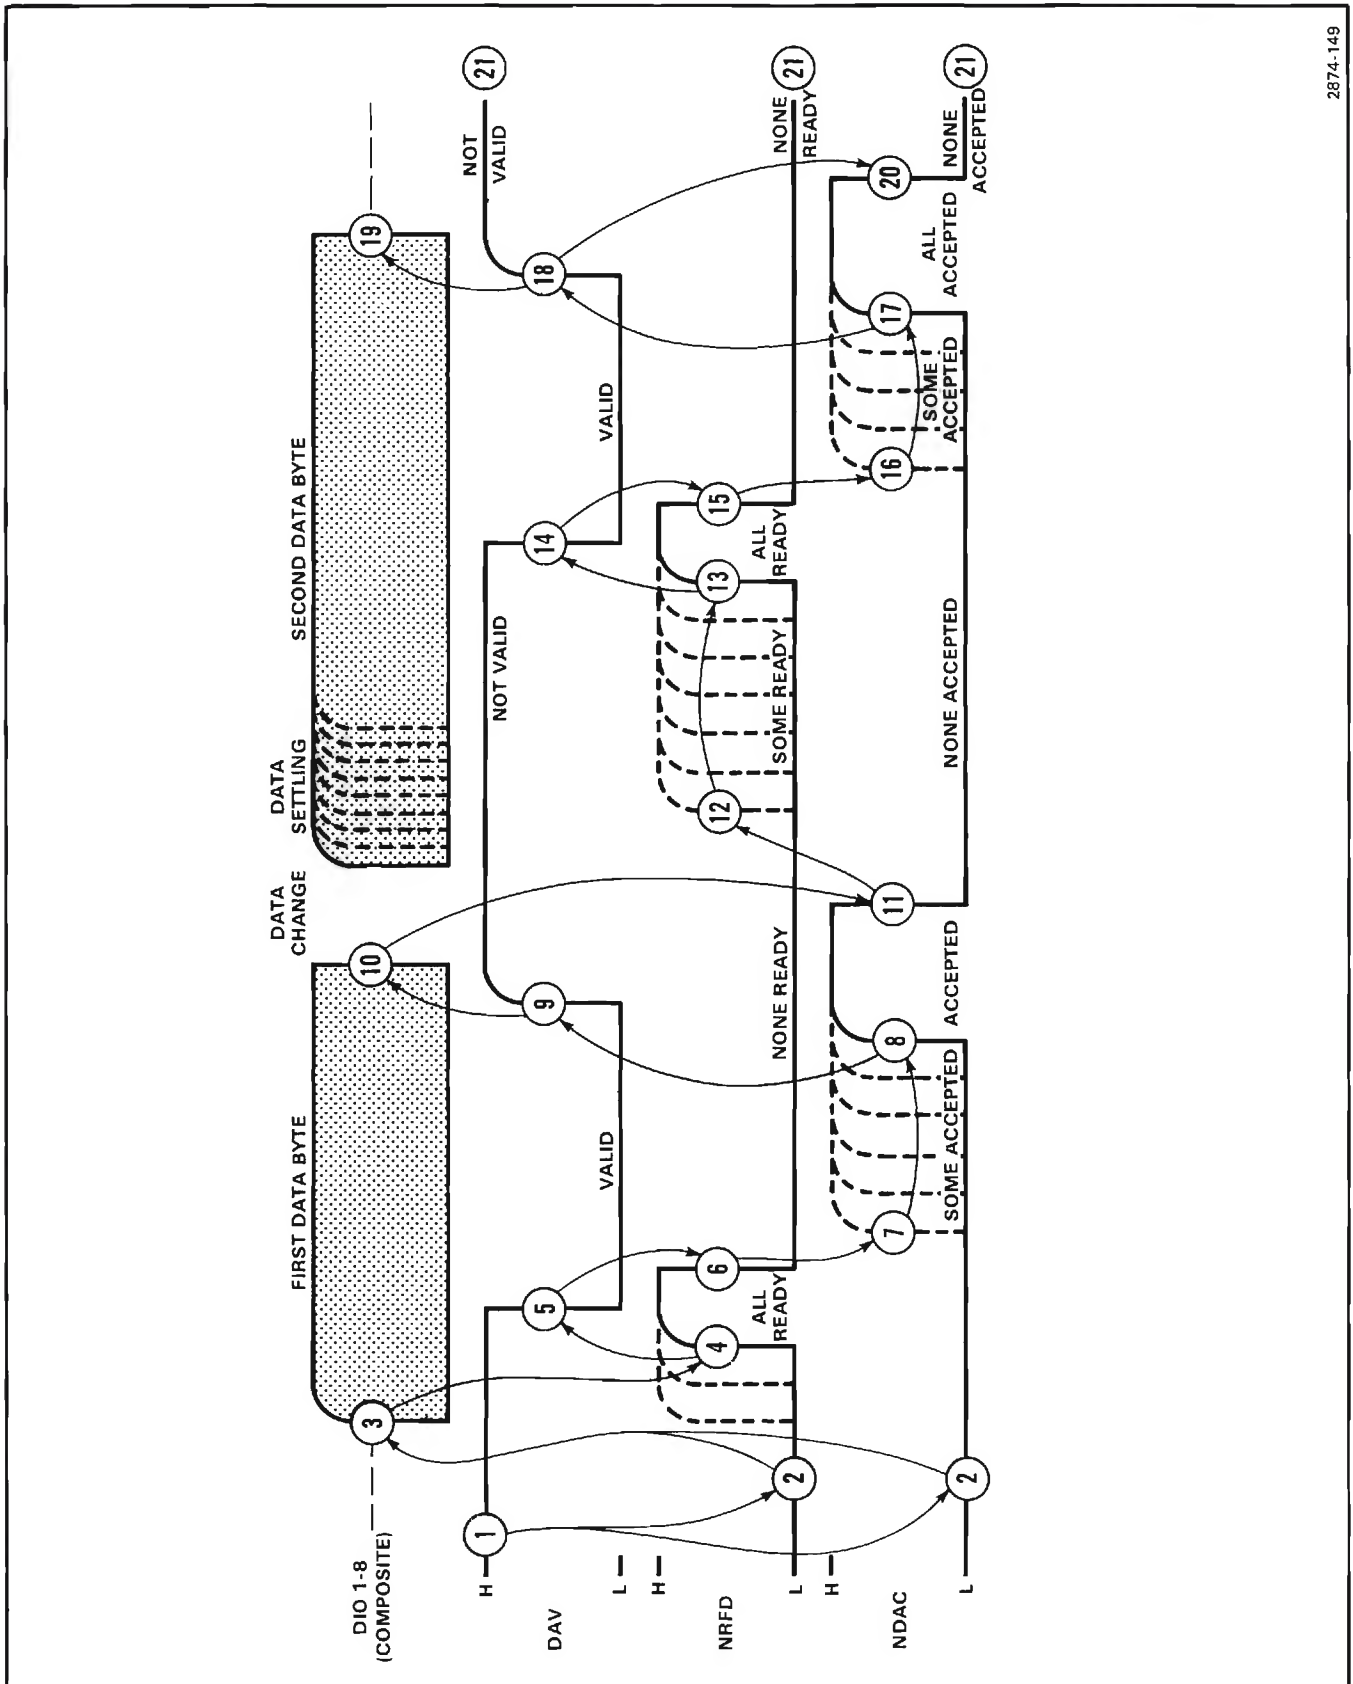 FIRST DATA BYTE
DATA
CHANGE
DATA
SETTLING
SECOND DATA BYTE
DIO 1-8
(COMPOSITE)
3
10
19
H
1
NOT VALID
NOT
VALID
21
DAV
5
9
14
18
L
VALID
VALID
H
NRFD
4
6
12
13
15
ALL
READY
ALL
READY
L
2
NONE READY
SOME READY
NONE
READY
21
H
NDAC
7
8
11
16
17
20
SOME ACCEPTED
ACCEPTED
NONE ACCEPTED
SOME
ACCEPTED
ALL
ACCEPTED
NONE
ACCEPTED
L
2
21
2874-149